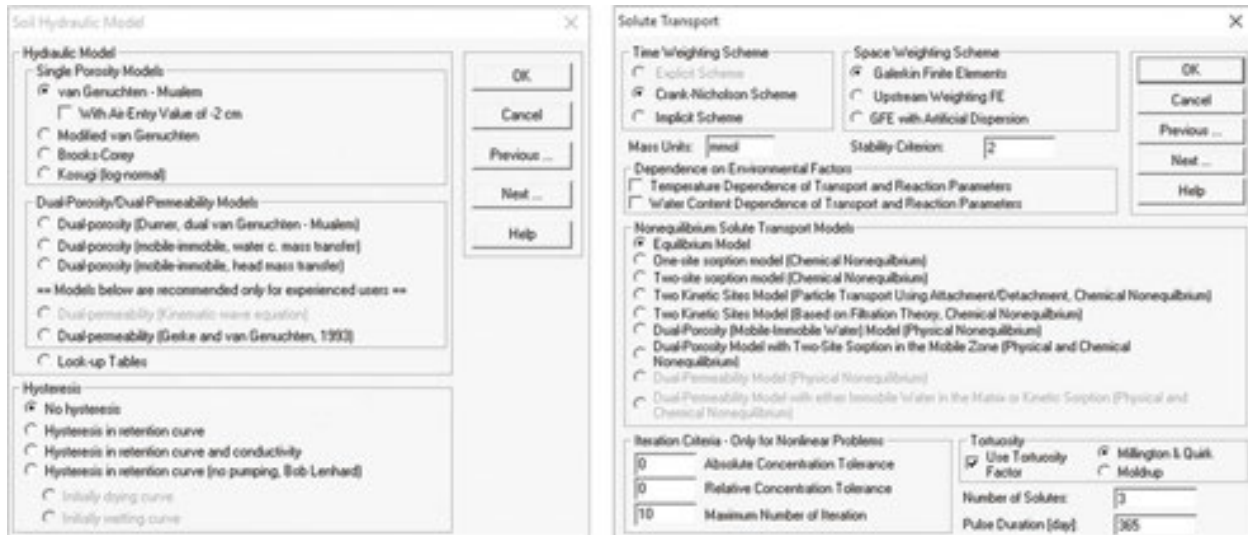 Soil Hydraulic Model
Hydraulic Model
Single Porosity Models
van Genuchten - Mualem
With Air-Entry Value of -2 cm
Modified van Genuchten
Brooks-Corey
Kosugi (log-normal)
Dual-Porosity/Dual-Permeability Models
Dual-porosity (Durner, dual van Genuchten - Mualem)
Dual-porosity (mobile-immobile, water c. mass transfer)
Dual-porosity (mobile-immobile, head mass transfer)
== Models below are recommended only for experienced users ==
Dual-permeability (Kinematic wave equation)
Dual-permeability (Gerke and van Genuchten, 1993)
Look-up Tables
Hysteresis
No hysteresis
Hysteresis in retention curve
Hysteresis in retention curve and conductivity
Hysteresis in retention curve (no pumping, Bob Lenhard)
Initially drying curve
Initially wetting curve
OK
Cancel
Previous ...
Next ...
Help
Solute Transport
Time Weighting Scheme
Explicit Scheme
Crank-Nicholson Scheme
Implicit Scheme
Space Weighting Scheme
Galerkin Finite Elements
Upstream Weighting FE
GFE with Artificial Dispersion
OK
Cancel
Previous ...
Next ...
Help
Mass Units: mmol
Stability Criterion: 2
Dependence on Environmental Factors
Temperature Dependence of Transport and Reaction Parameters
Water Content Dependence of Transport and Reaction Parameters
Nonequilibrium Solute Transport Models
Equilibrium Model
One-site sorption model (Chemical Nonequilibrium)
Two-site sorption model (Chemical Nonequilibrium)
Two Kinetic Sites Model (Particle Transport Using Attachment/Detachment, Chemical Nonequilibrium)
Two Kinetic Sites Model (Based on Filtration Theory, Chemical Nonequilibrium)
Dual-Porosity (Mobile-Immobile Water) Model (Physical Nonequilibrium)
Dual-Porosity Model with Two-Site Sorption in the Mobile Zone (Physical and Chemical
Nonequilibrium)
Dual-Permeability Model (Physical Nonequilibrium)
Dual-Permeability Model with either Immobile Water in the Matrix or Kinetic Sorption (Physical and
Chemical Nonequilibrium)
Iteration Criteria - Only for Nonlinear Problems
0 Absolute Concentration Tolerance
0 Relative Concentration Tolerance
10 Maximum Number of Iteration
Tortuosity
Use Tortuosity
Factor
Millington & Quirk
Moldrup
Number of Solutes: 3
Pulse Duration [day]: 365